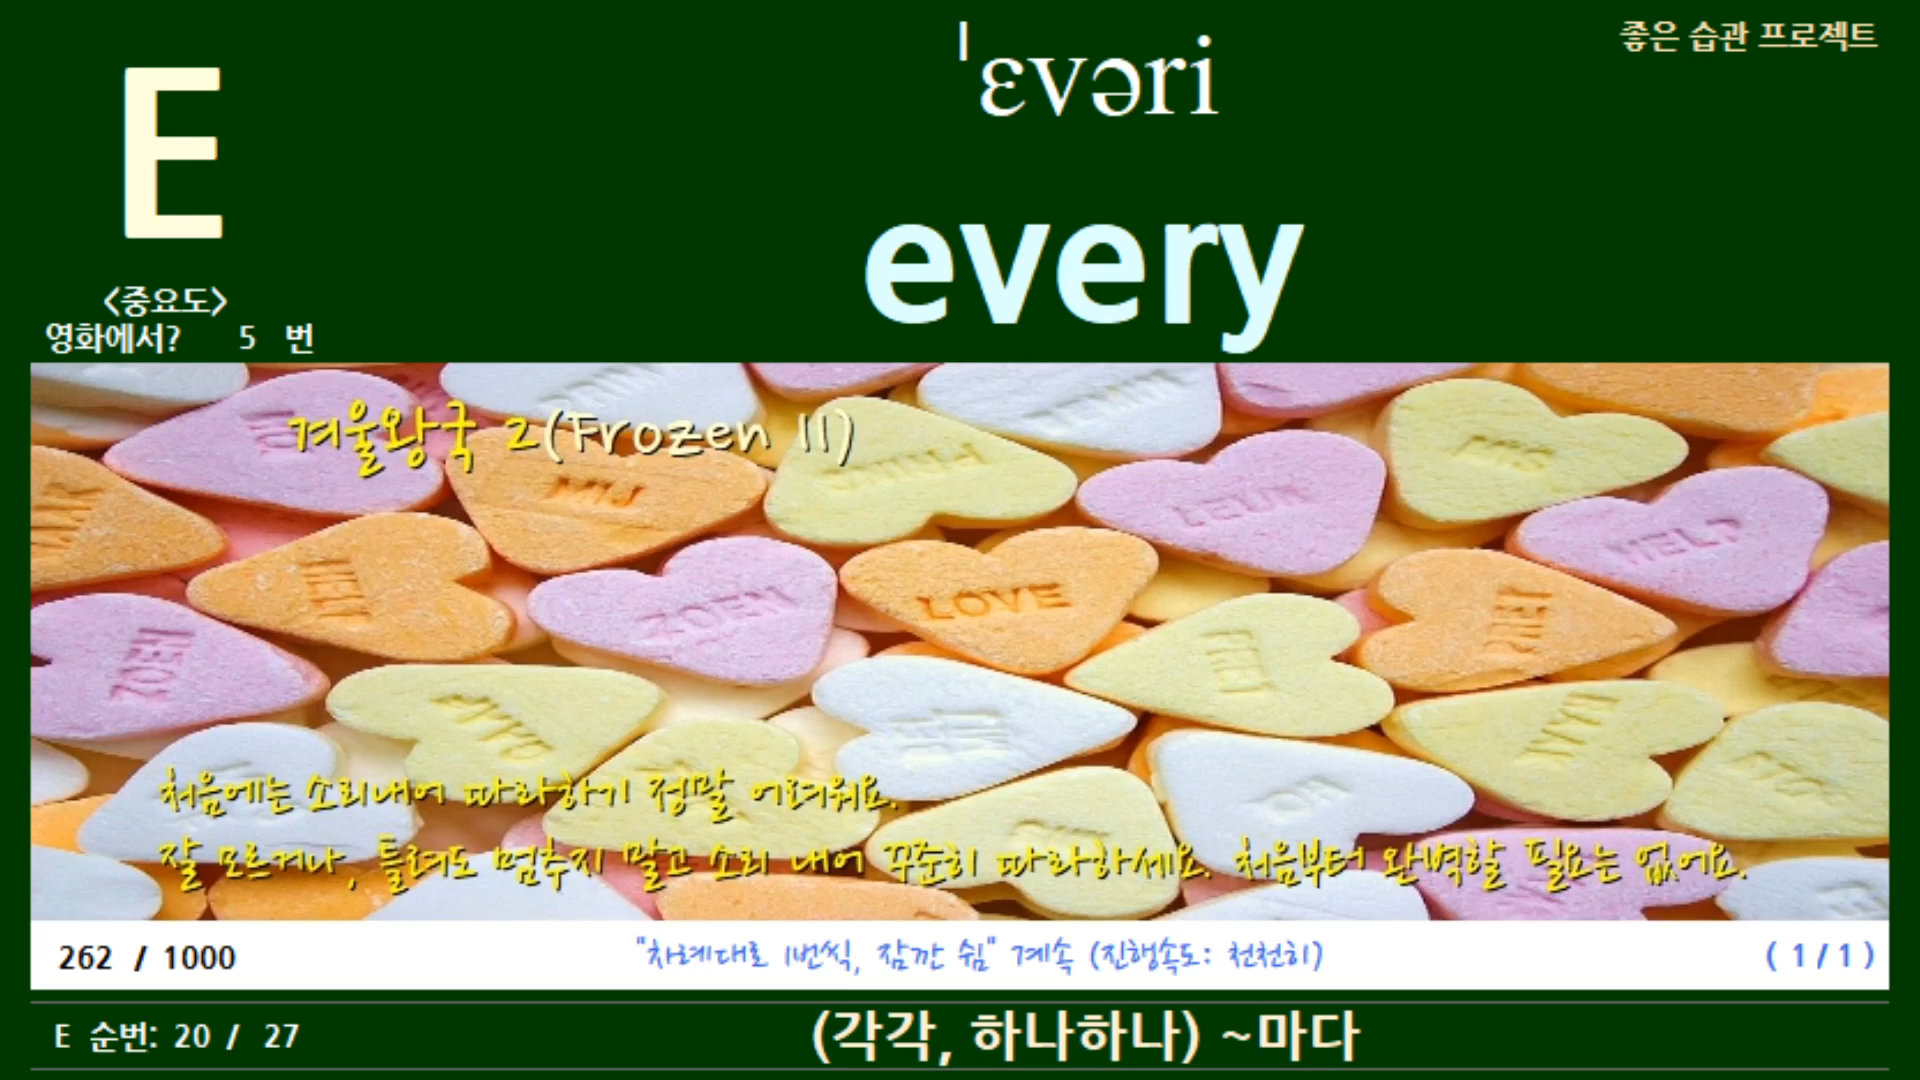 좋은 습관 프로젝트
E
ˈɛvəri
every
<중요도>
영화에서? 5 번
겨울왕국 2(Frozen II)
MIJ
LEUK
HELP
HELP
ZOEN
LOVE
처음에는 소리내어 따라하기 정말 어려워요.
잘 모르거나, 틀려도 멈추지 말고 소리 내어 꾸준히 따라하세요. 처음부터 완벽할 필요는 없어요.
262 / 1000
"차례대로 1번씩, 잠깐 쉼" 계속 (진행속도: 천천히)
( 1 / 1 )
E 순번: 20 / 27
(각각, 하나하나) ~마다